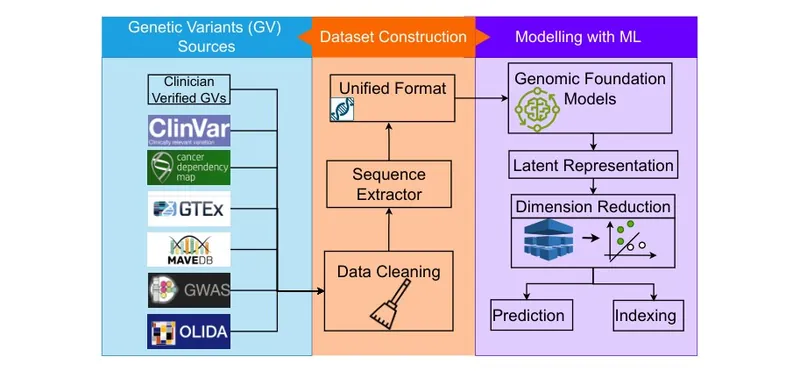 Genetic Variants (GV)
Sources
Dataset Construction
Modelling with ML
Clinician
Verified GVs
ClinVar
Clinically relevant variation
cancer
dependency
map
GTEx
MAVEDB
GWAS
OLIDA
Unified Format
Sequence
Extractor
Data Cleaning
Genomic Foundation
Models
Latent Representation
Dimension Reduction
Prediction
Indexing